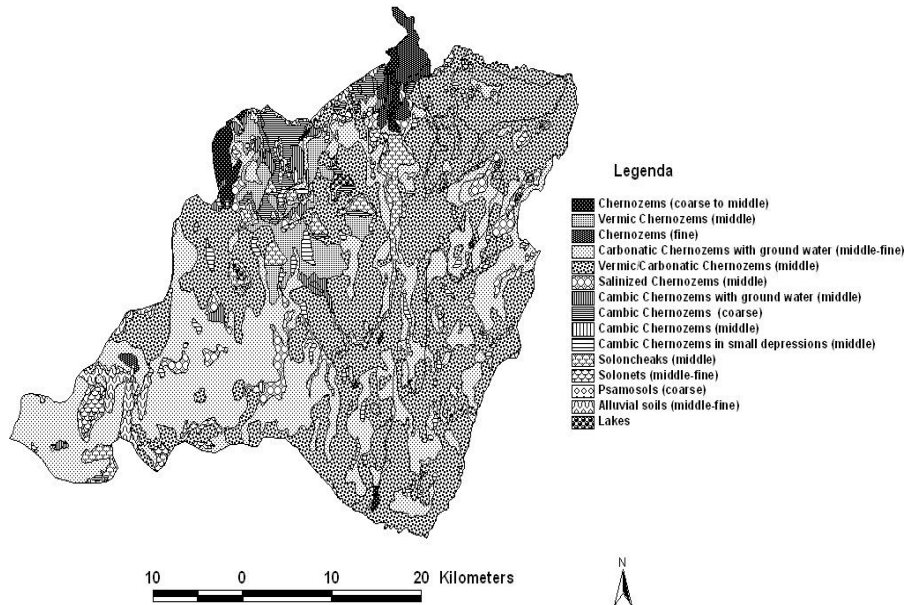 Legenda
Chernozems (coarse to middle)
Vermic Chernozems (middle)
Chernozems (fine)
Carbonatic Chernozems with ground water (middle-fine)
Vermic/Carbonatic Chernozems (middle)
Salinized Chernozems (middle)
Cambic Chernozems with ground water (middle)
Cambic Chernozems (coarse)
Cambic Chernozems (middle)
Cambic Chernozems in small depressions (middle)
Soloncheaks (middle)
Solonets (middle-fine)
Psamosols (coarse)
Alluvial soils (middle-fine)
Lakes
10 0 10 20 Kilometers
N